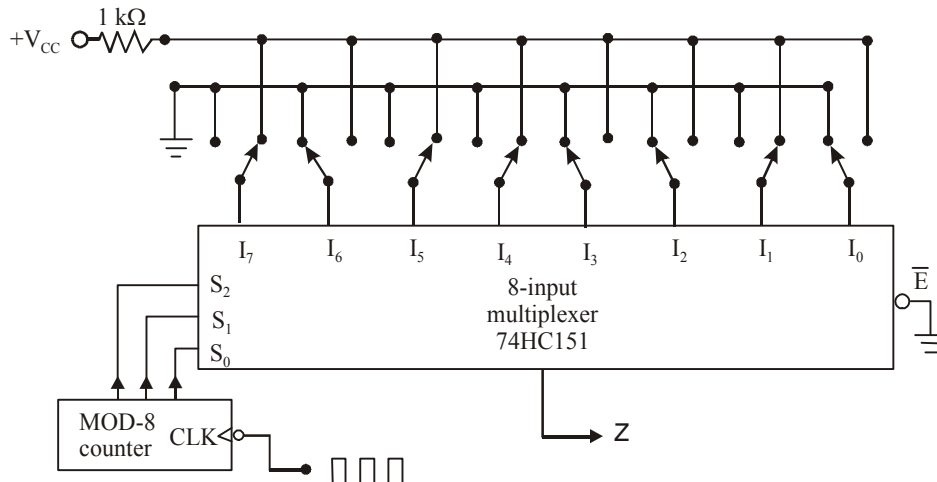 1 kΩ
+V_CC
I₇ I₆ I₅ I₄ I₃ I₂ I₁ I₀
S₂
S₁
S₀
8-input
multiplexer
74HC151
E̅
MOD-8
counter
CLK
Z